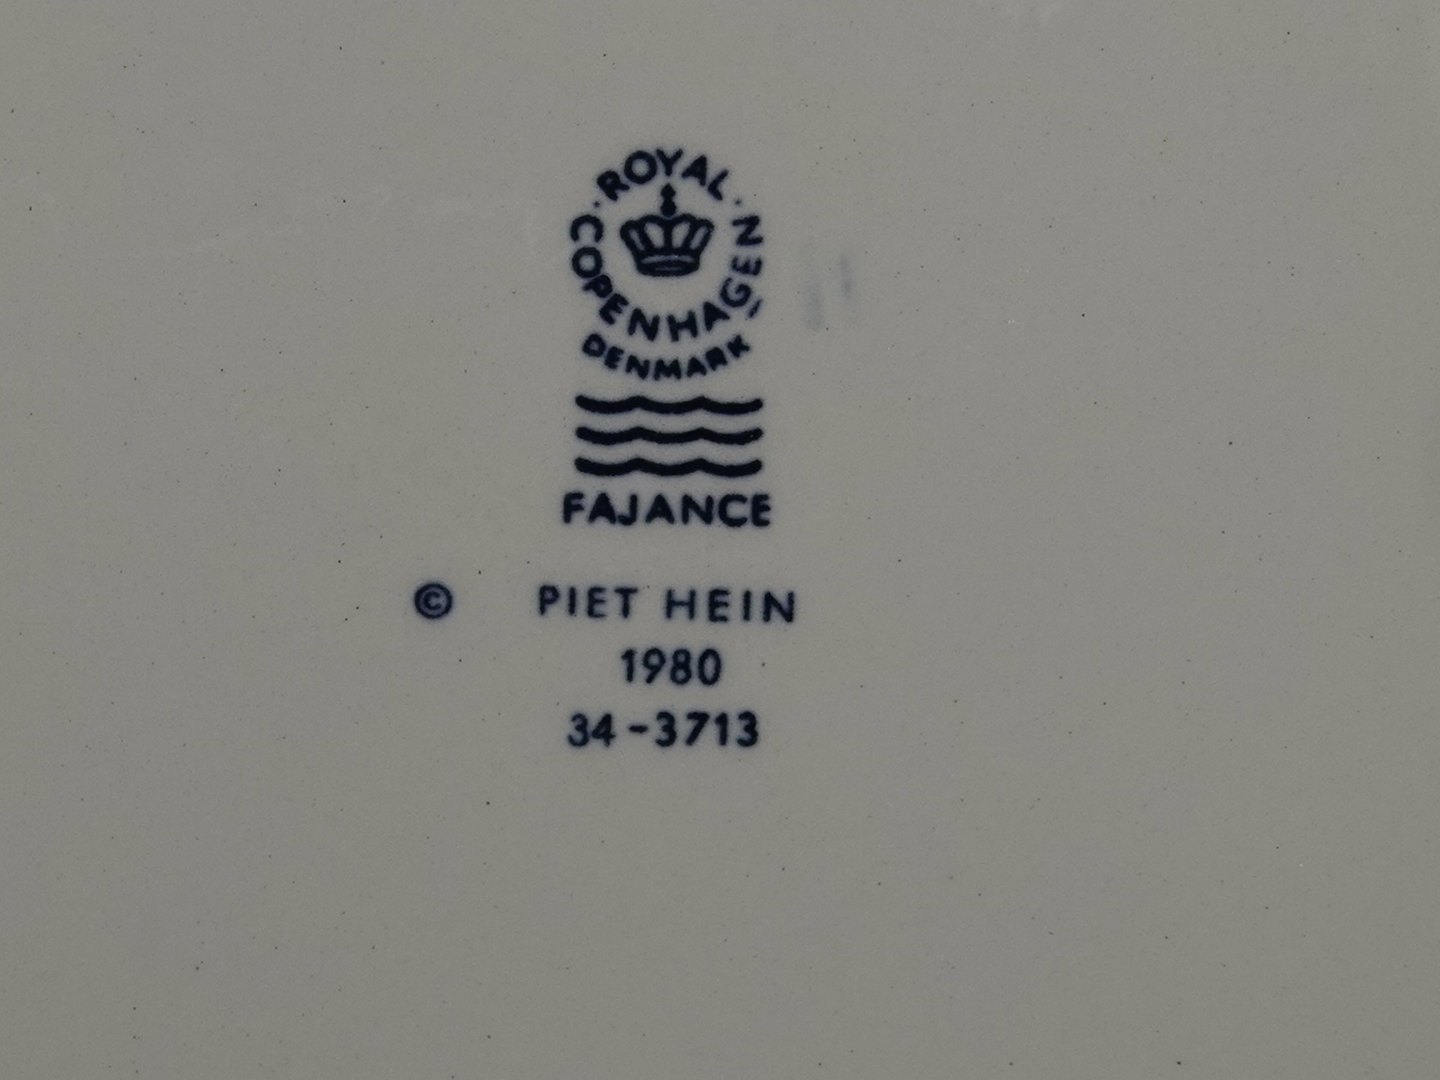 ROYAL
COPENHAGEN
DENMARK
FAJANCE
© PIET HEIN
1980
34-3713